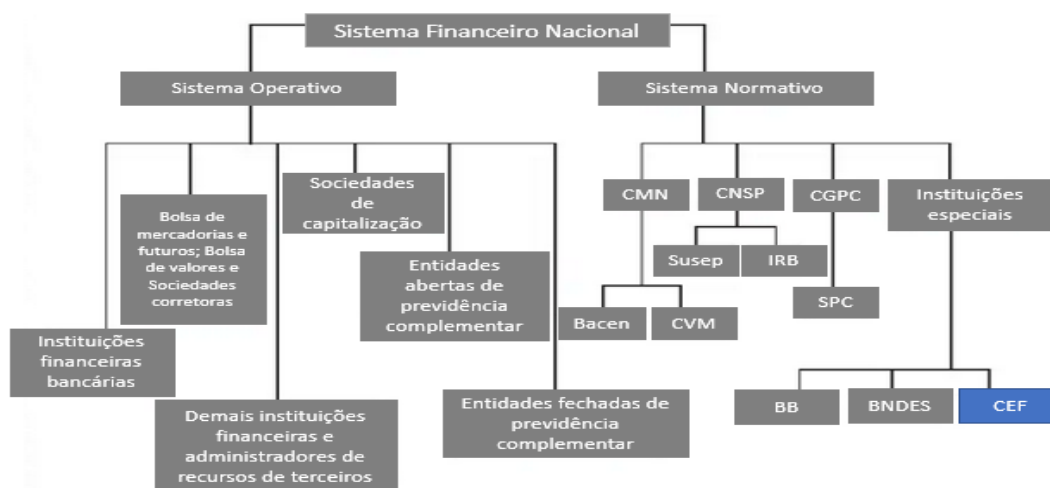 Sistema Financeiro Nacional
Sistema Operativo
Sistema Normativo
Instituições
financeiras
bancárias
Bolsa de
mercadorias e
futuros; Bolsa
de valores e
Sociedades
corretoras
Demais instituições
financeiras e
administradores de
recursos de terceiros
Sociedades
de
capitalização
Entidades
abertas de
previdência
complementar
Entidades fechadas de
previdência
complementar
CMN
Bacen
CVM
CNSP
Susep
IRB
CGPC
SPC
Instituições
especiais
BB
BNDES
CEF